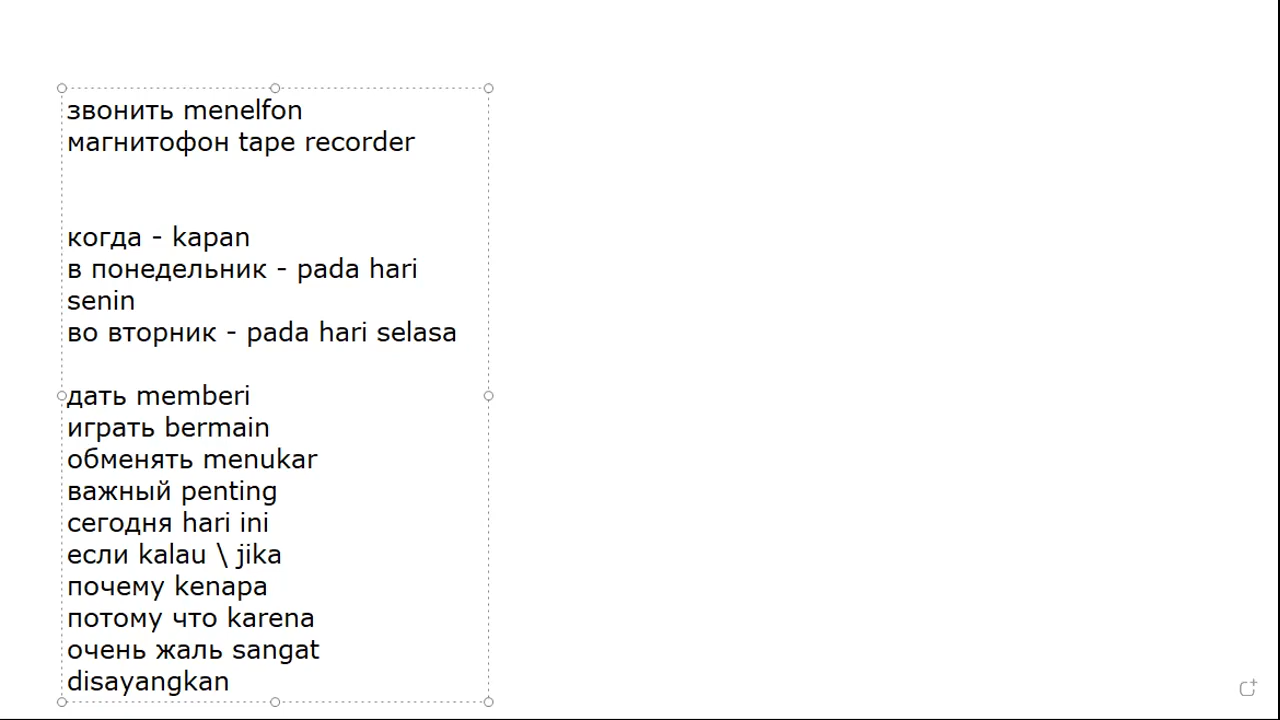 звонить menelfon
магнитофон tape recorder
когда - kapan
в понедельник - pada hari
senin
во вторник - pada hari selasa
дать memberi
играть bermain
обменять menukar
важный penting
сегодня hari ini
если kalau \ jika
почему kenapa
потому что karena
очень жаль sangat
disayangkan